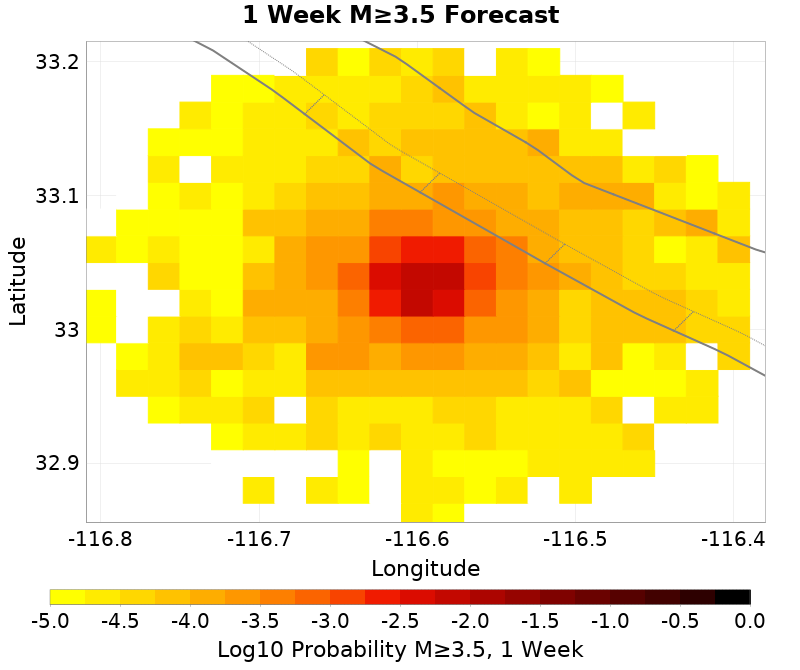 1 Week M≥3.5 Forecast
33.2
33.1
33
32.9
Latitude
-116.8 -116.7 -116.6 -116.5 -116.4
Longitude
-5.0 -4.5 -4.0 -3.5 -3.0 -2.5 -2.0 -1.5 -1.0 -0.5 0.0
Log10 Probability M≥3.5, 1 Week